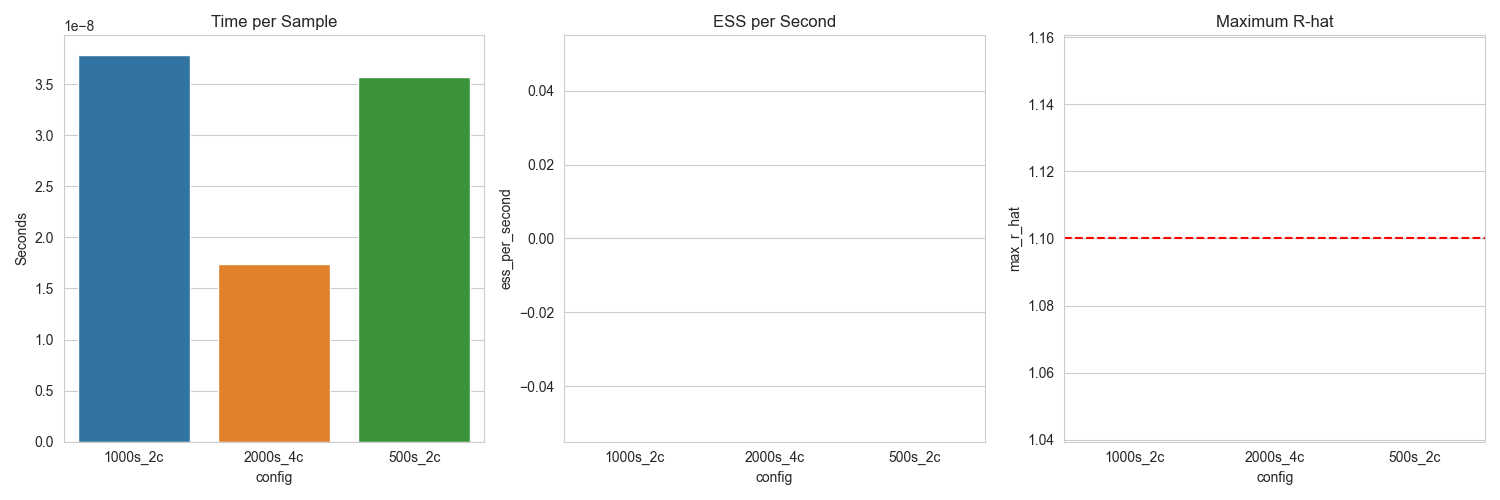 Time per Sample
1e−8
3.5
3.0
2.5
2.0
1.5
1.0
0.5
0.0
Seconds
1000s_2c 2000s_4c 500s_2c
config
ESS per Second
0.04
0.02
0.00
−0.02
−0.04
ess_per_second
1000s_2c 2000s_4c 500s_2c
config
Maximum R-hat
1.16
1.14
1.12
1.10
1.08
1.06
1.04
max_r_hat
1000s_2c 2000s_4c 500s_2c
config